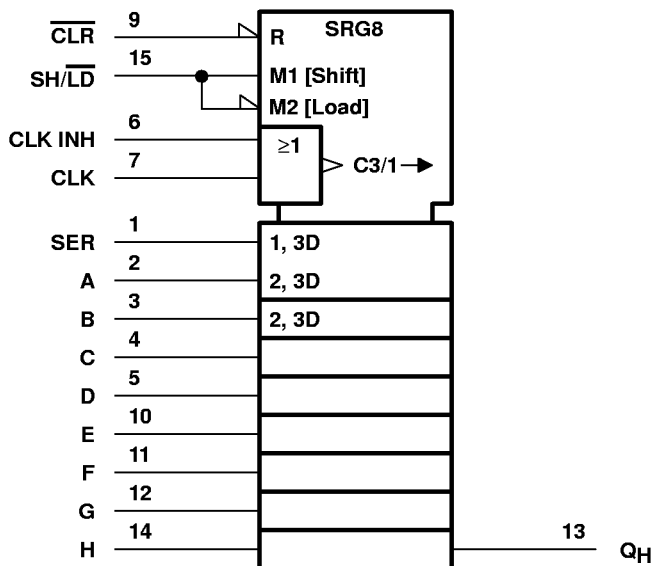 SRG8
CLR 9 R
SH/LD 15 M1 [Shift]
M2 [Load]
CLK INH 6 ≥1
CLK 7 C3/1
SER 1 1, 3D
A 2 2, 3D
B 3 2, 3D
C 4
D 5
E 10
F 11
G 12
H 14 13 QH